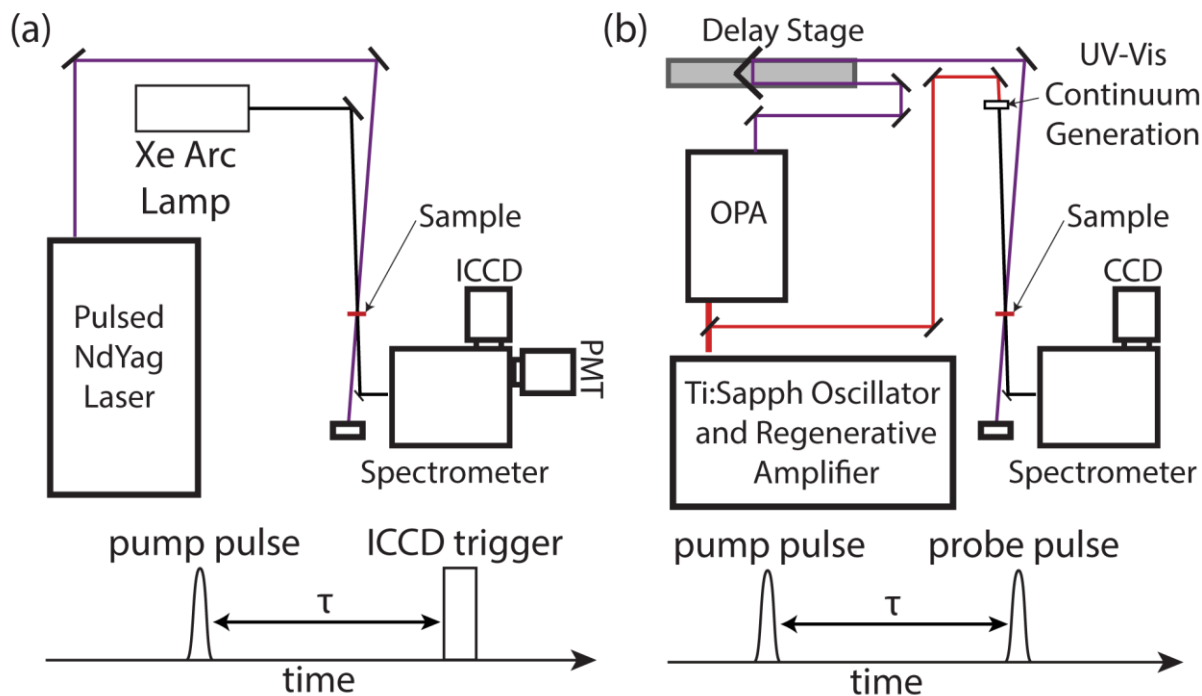 (a)
Xe Arc
Lamp
Sample
ICCD
PMT
Pulsed
NdYag
Laser
Spectrometer
pump pulse
ICCD trigger
τ
time
(b)
Delay Stage
UV-Vis
Continuum
Generation
OPA
Sample
CCD
Ti:Sapph Oscillator
and Regenerative
Amplifier
Spectrometer
pump pulse
probe pulse
τ
time